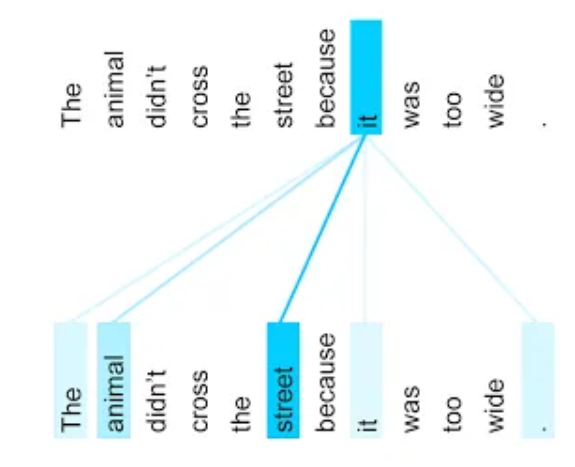 The animal didn't cross the street because it was too wide .
The animal didn't cross the street because it was too wide .